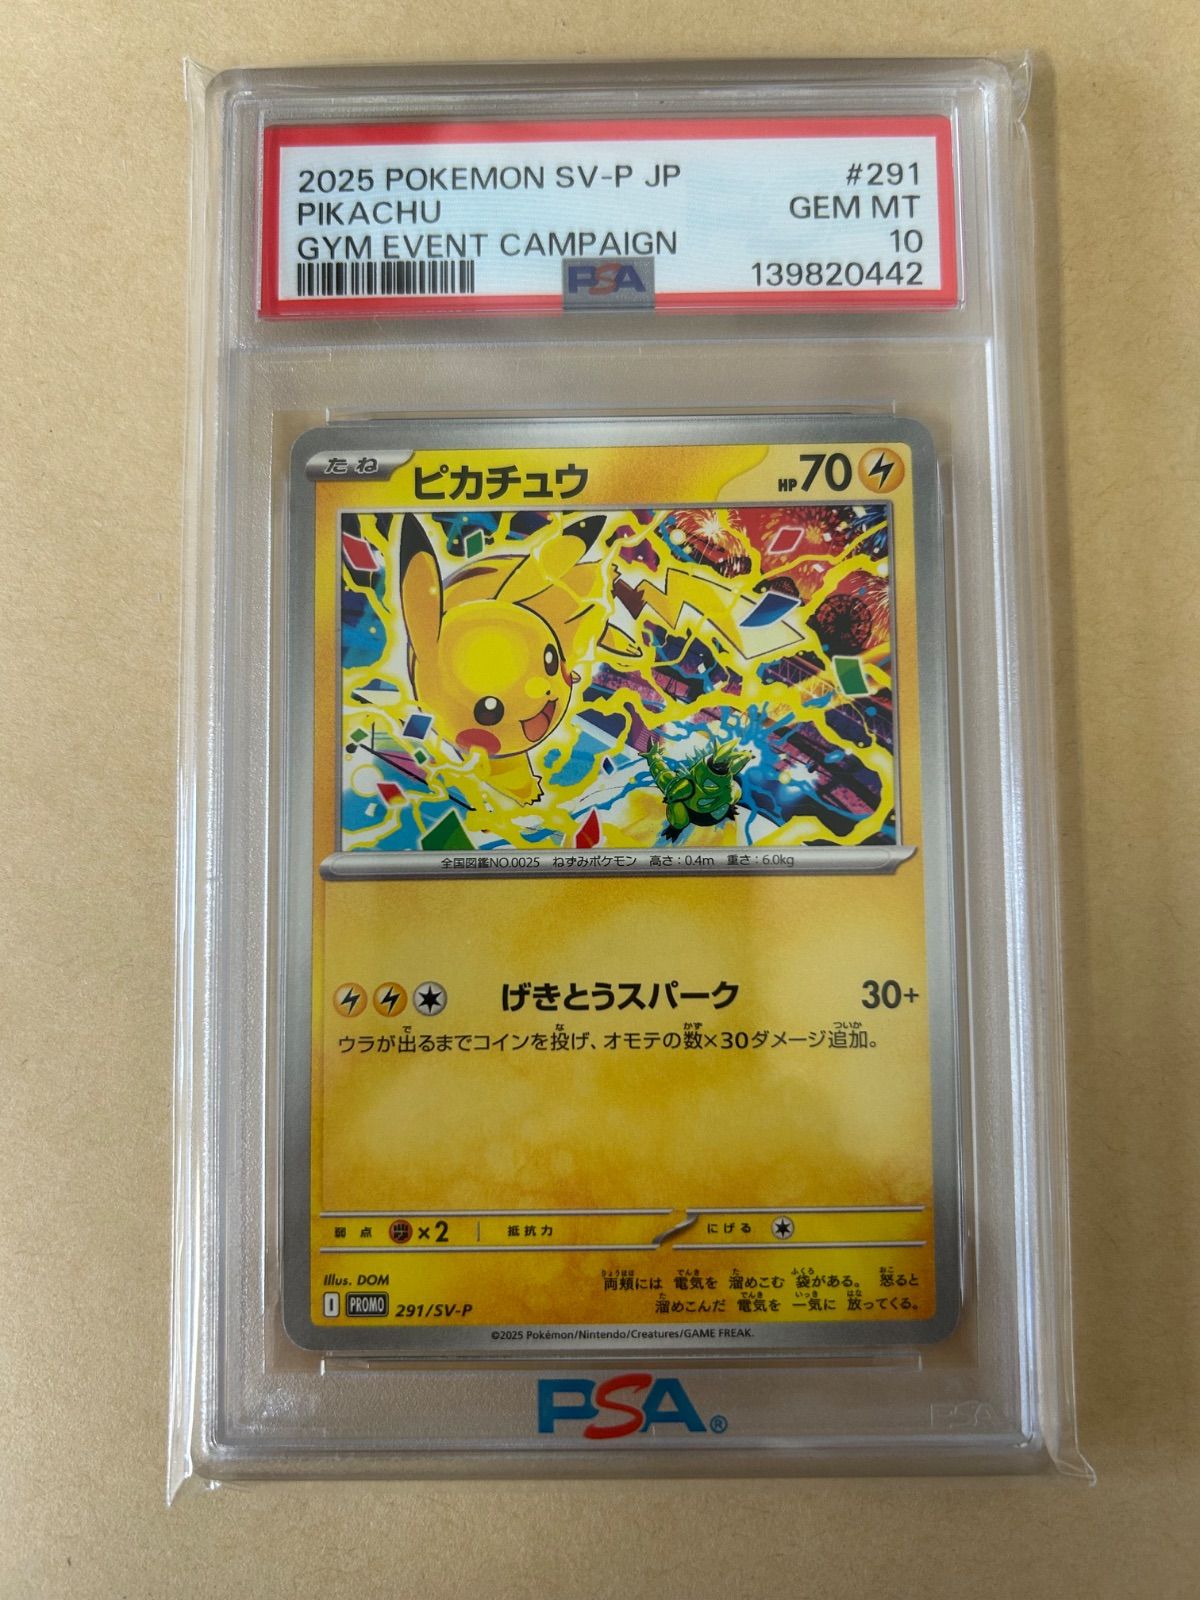 2025 POKEMON SV-P JP #291
PIKACHU GEM MT
GYM EVENT CAMPAIGN 10
PSA 139820442
たね ピカチュウ HP70
全国図鑑NO.0025 ねずみポケモン 高さ:0.4m 重さ:6.0kg
げきとうスパーク 30+
ウラが出るまでコインを投げ、オモテの数×30ダメージ追加。
弱点 ×2 抵抗力 にげる
Illus. DOM
両頬には 電気を 溜めこむ 袋がある。 怒ると
溜めこんだ 電気を 一気に 放ってくる。
I PROMO 291/SV-P
©2025 Pokémon/Nintendo/Creatures/GAME FREAK.
PSA®
PSA